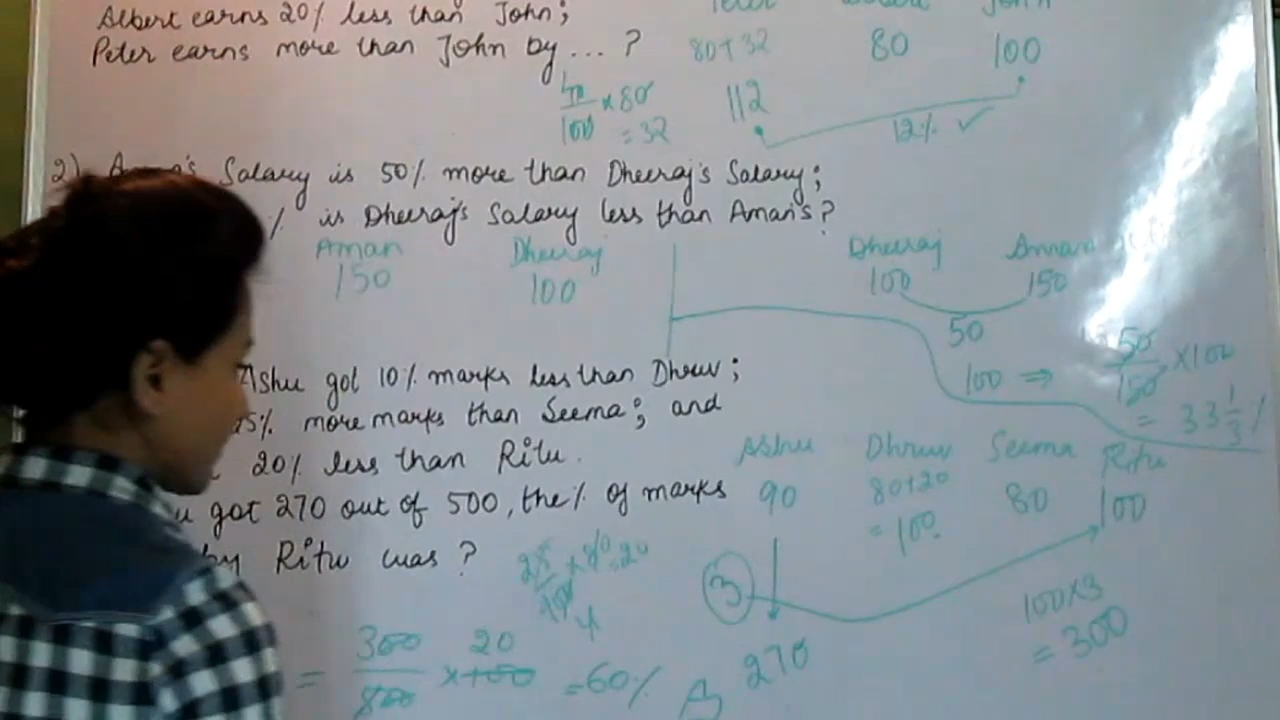 Albert earns 20% less than John;
Peter earns more than John by ... ?
80+32 80 100
40/100 × 80 = 32
112
12% ✓
2) Salary is 50% more than Dheeraj's Salary;
% is Dheeraj's Salary less than Aman's?
Aman Dheeraj
150 100
Dheeraj Aman
100 150
50
100 ⇒ 50/150 × 100
= 33 1/3 %
Ashu got 10% marks less than Dhruv;
5% more marks than Seema; and
20% less than Ritu.
got 270 out of 500, the % of marks
by Ritu was?
Ashu Dhruv Seema Ritu
90 80+20 80 100
= 100
25/100 × 80 = 20
4
3
270
100×3
= 300
= 300/500 × 100 = 60%
20